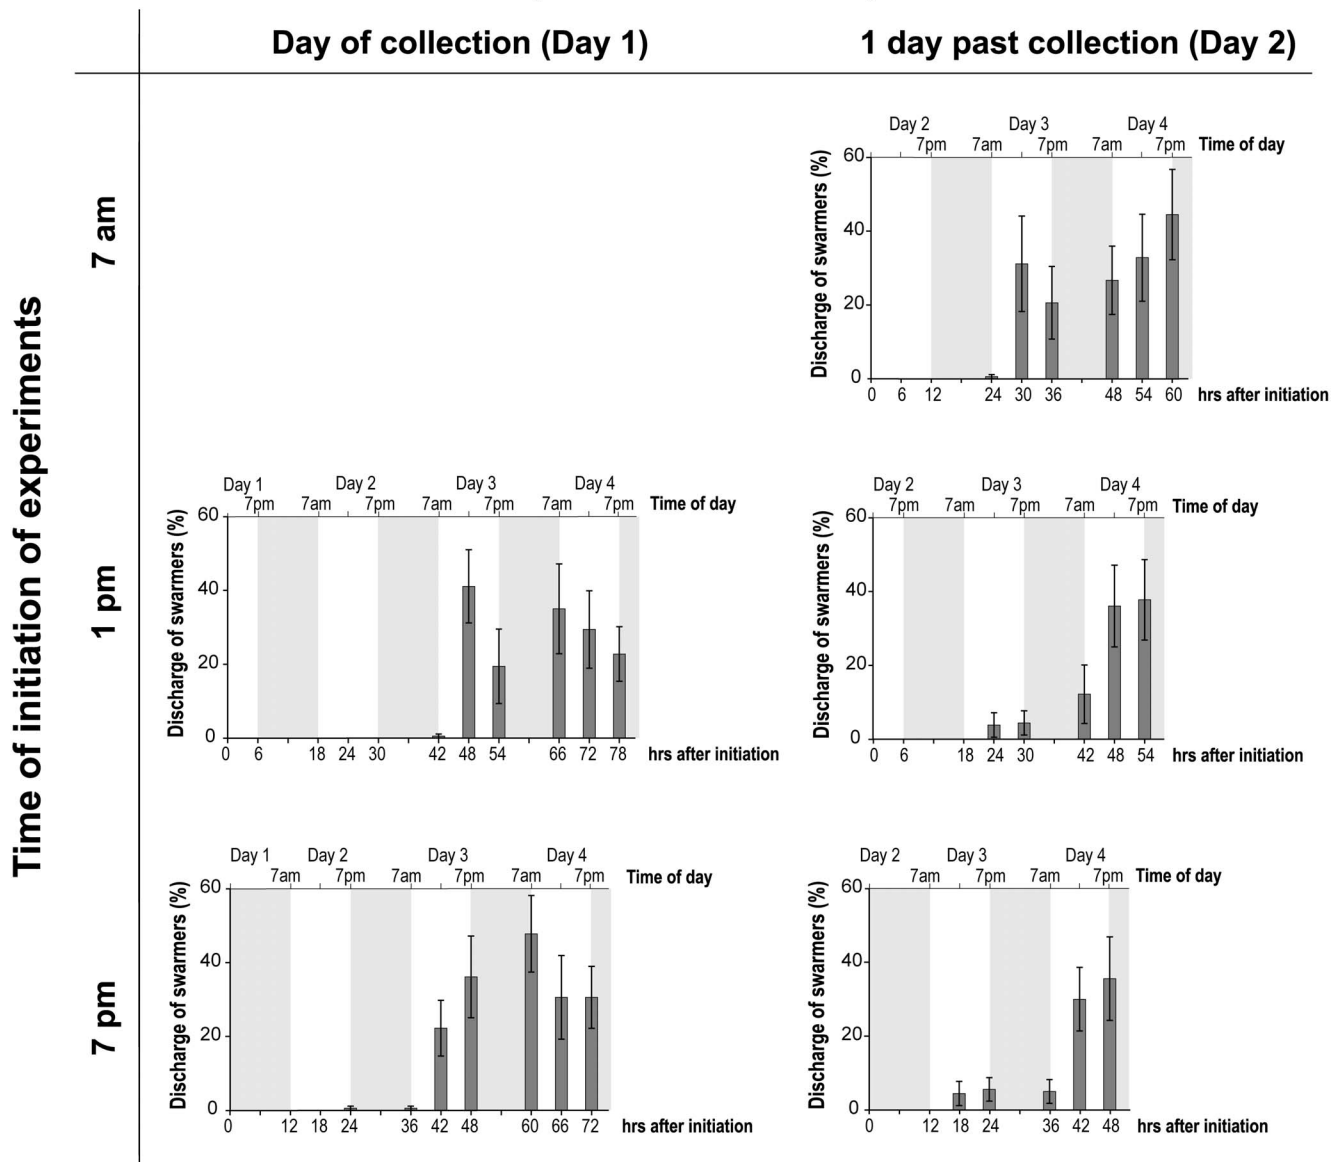 Day of collection (Day 1)
1 day past collection (Day 2)
Time of initiation of experiments
7 am
Day 2 Day 3 Day 4
7pm 7am 7pm 7am 7pm Time of day
Discharge of swarmers (%)
60
40
20
0
0 6 12 24 30 36 48 54 60 hrs after initiation
1 pm
Day 1 Day 2 Day 3 Day 4
7pm 7am 7pm 7am 7pm 7am 7pm Time of day
Discharge of swarmers (%)
60
40
20
0
0 6 18 24 30 42 48 54 66 72 78 hrs after initiation
Day 2 Day 3 Day 4
7pm 7am 7pm 7am 7pm Time of day
Discharge of swarmers (%)
60
40
20
0
0 6 18 24 30 42 48 54 hrs after initiation
7 pm
Day 1 Day 2 Day 3 Day 4
7am 7pm 7am 7pm 7am 7pm Time of day
Discharge of swarmers (%)
60
40
20
0
0 12 18 24 36 42 48 60 66 72 hrs after initiation
Day 2 Day 3 Day 4
7am 7pm 7am 7pm Time of day
Discharge of swarmers (%)
60
40
20
0
0 12 18 24 36 42 48 hrs after initiation